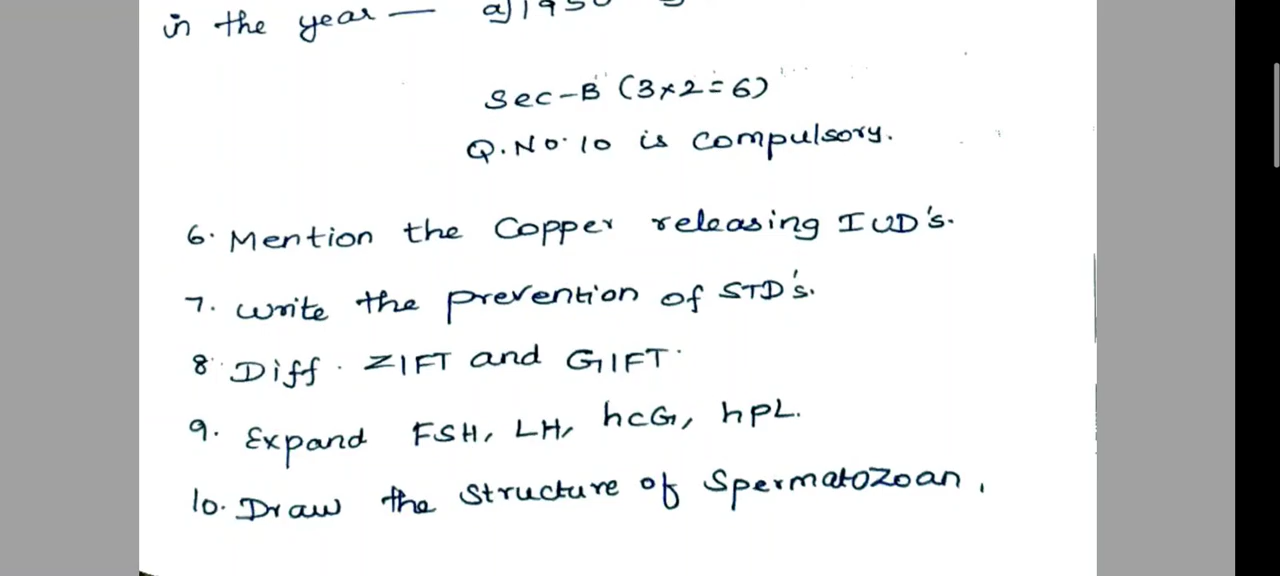 in the year — a) 195
Sec-B (3×2=6)
Q.No.10 is compulsory.
6. Mention the Copper releasing IUD's.
7. write the prevention of STD's.
8. Diff. ZIFT and GIFT.
9. Expand FSH, LH, hcG, hpL.
10. Draw the Structure of Spermatozoan.